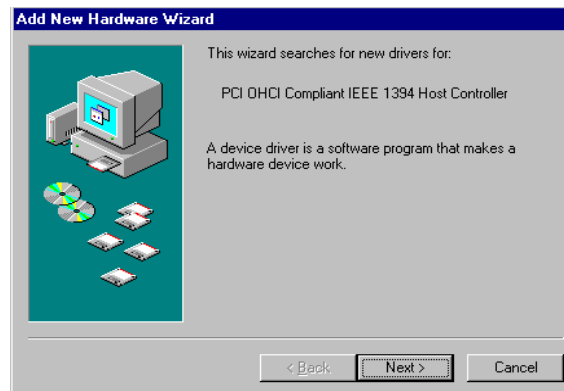 Add New Hardware Wizard
This wizard searches for new drivers for:
PCI OHCI Compliant IEEE 1394 Host Controller
A device driver is a software program that makes a
hardware device work.
< Back Next > Cancel